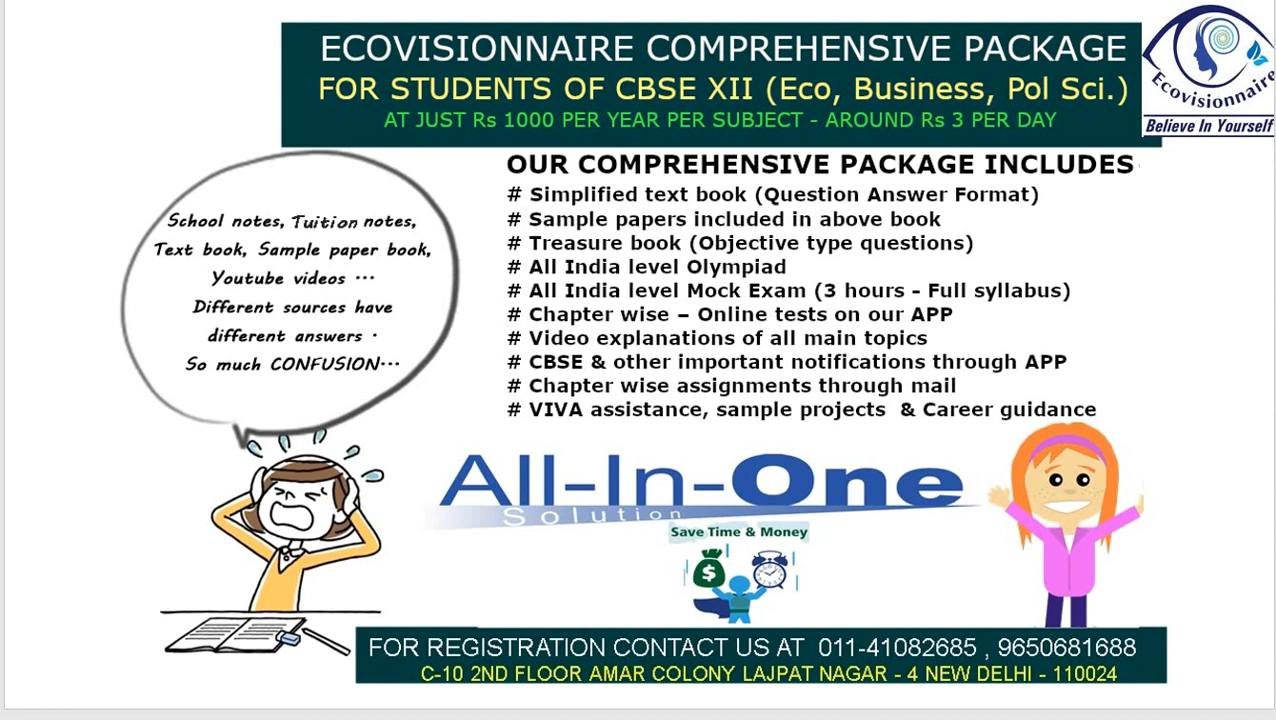 ECOVISIONNAIRE COMPREHENSIVE PACKAGE
FOR STUDENTS OF CBSE XII (Eco, Business, Pol Sci.)
AT JUST Rs 1000 PER YEAR PER SUBJECT - AROUND Rs 3 PER DAY
Ecovisionnaire
Believe In Yourself
School notes, Tuition notes,
Text book, Sample paper book,
Youtube videos ...
Different sources have
different answers .
So much CONFUSION...
OUR COMPREHENSIVE PACKAGE INCLUDES
# Simplified text book (Question Answer Format)
# Sample papers included in above book
# Treasure book (Objective type questions)
# All India level Olympiad
# All India level Mock Exam (3 hours - Full syllabus)
# Chapter wise – Online tests on our APP
# Video explanations of all main topics
# CBSE & other important notifications through APP
# Chapter wise assignments through mail
# VIVA assistance, sample projects & Career guidance
All-In-One
Solution
Save Time & Money
$
FOR REGISTRATION CONTACT US AT 011-41082685 , 9650681688
C-10 2ND FLOOR AMAR COLONY LAJPAT NAGAR - 4 NEW DELHI - 110024